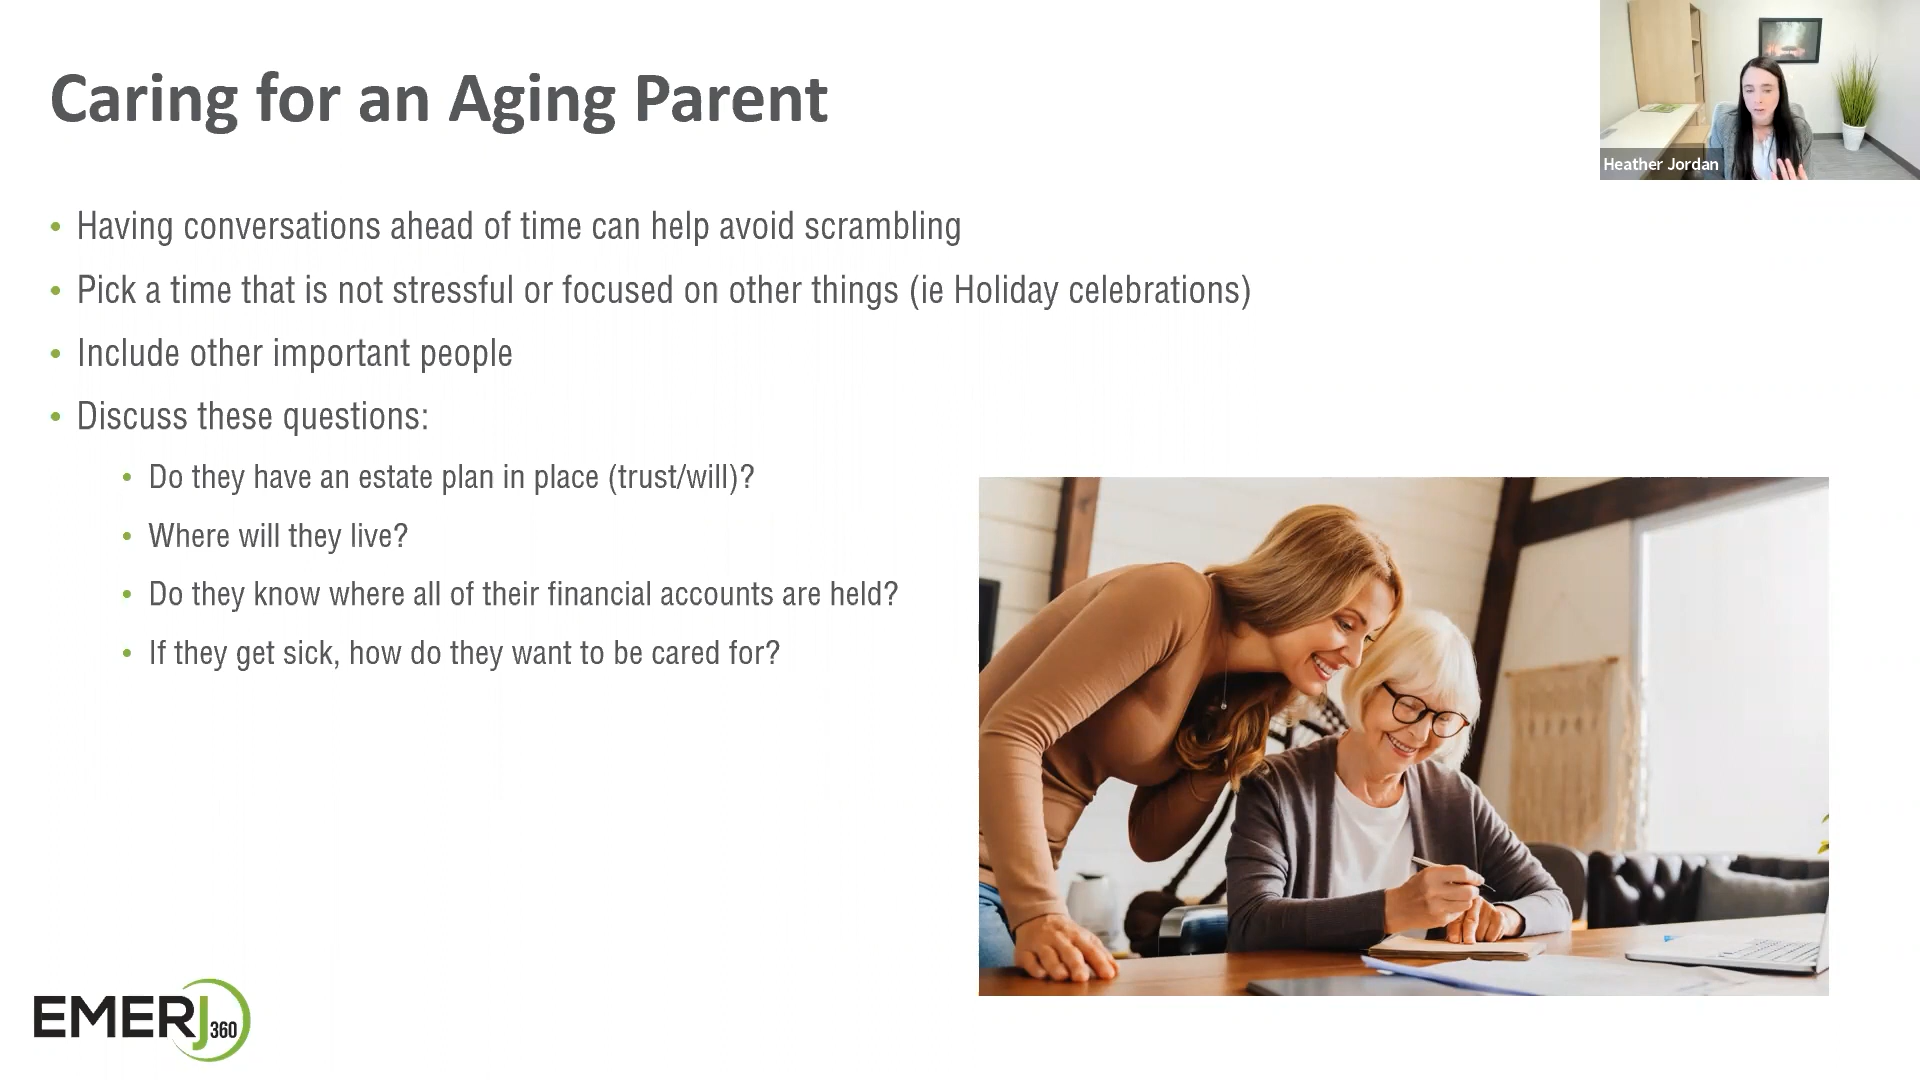 Caring for an Aging Parent
Heather Jordan
• Having conversations ahead of time can help avoid scrambling
• Pick a time that is not stressful or focused on other things (ie Holiday celebrations)
• Include other important people
• Discuss these questions:
• Do they have an estate plan in place (trust/will)?
• Where will they live?
• Do they know where all of their financial accounts are held?
• If they get sick, how do they want to be cared for?
EMERJ360